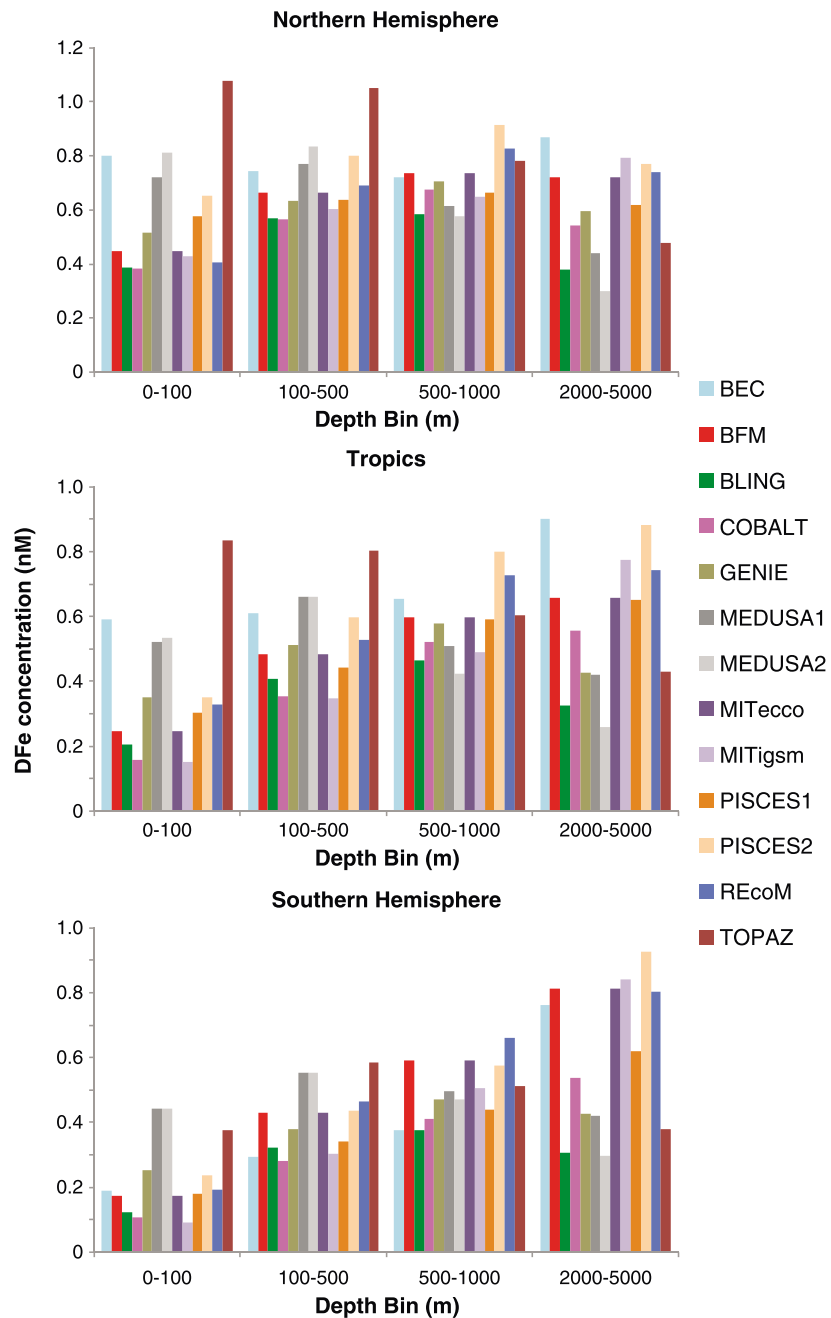 Northern Hemisphere
1.2
1.0
0.8
0.6
0.4
0.2
0
0-100 100-500 500-1000 2000-5000
Depth Bin (m)
Tropics
DFe concentration (nM)
1.0
0.8
0.6
0.4
0.2
0
0-100 100-500 500-1000 2000-5000
Depth Bin (m)
Southern Hemisphere
1.0
0.8
0.6
0.4
0.2
0
0-100 100-500 500-1000 2000-5000
Depth Bin (m)
BEC
BFM
BLING
COBALT
GENIE
MEDUSA1
MEDUSA2
MITecco
MITigsm
PISCES1
PISCES2
REcoM
TOPAZ